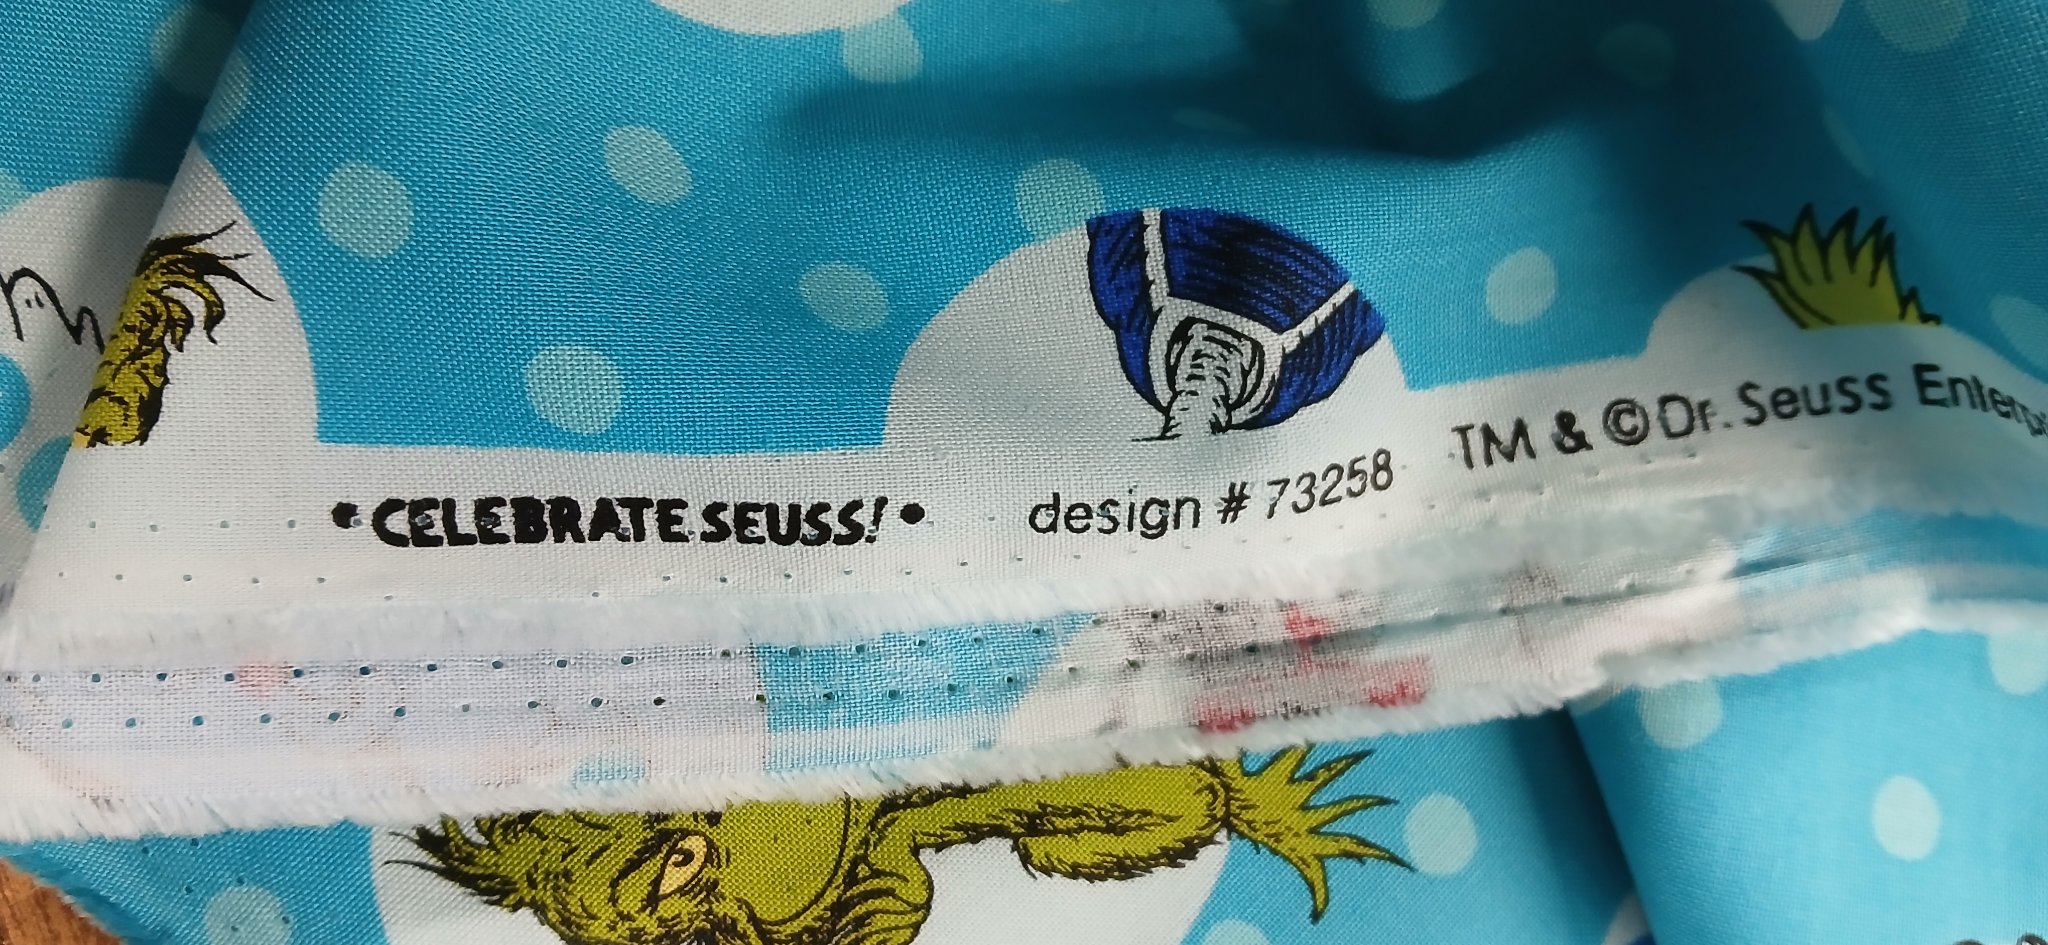 •CELEBRATE SEUSS!• design # 73258 TM & © Dr. Seuss